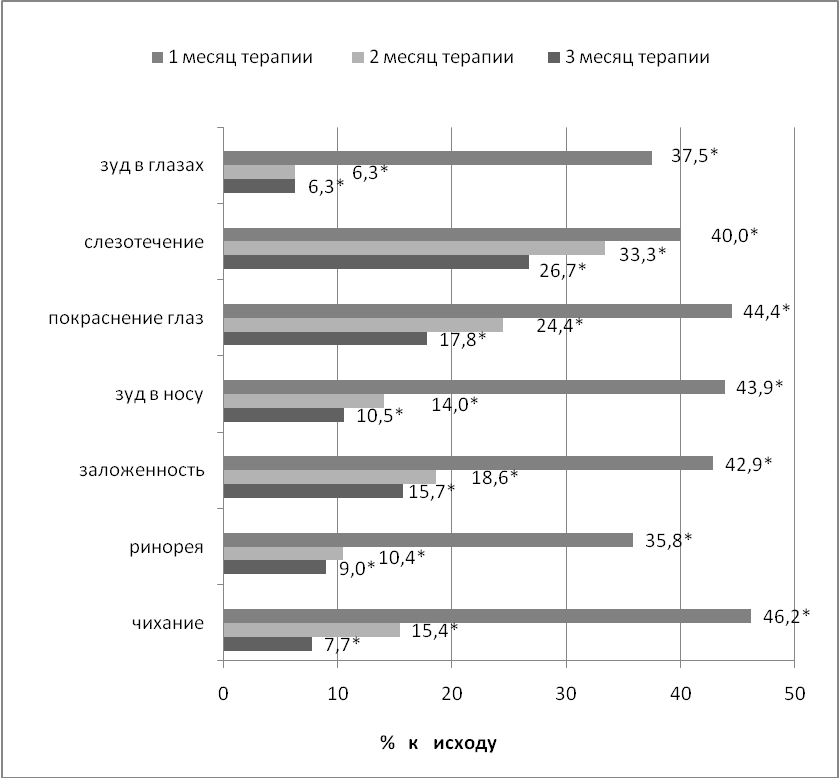 1 месяц терапии 2 месяц терапии 3 месяц терапии
зуд в глазах 37,5*
6,3*
6,3*
слезотечение 40,0*
33,3*
26,7*
покраснение глаз 44,4*
24,4*
17,8*
зуд в носу 43,9*
14,0*
10,5*
заложенность 42,9*
18,6*
15,7*
ринорея 35,8*
10,4*
9,0*
чихание 46,2*
15,4*
7,7*
0 10 20 30 40 50
% к исходу